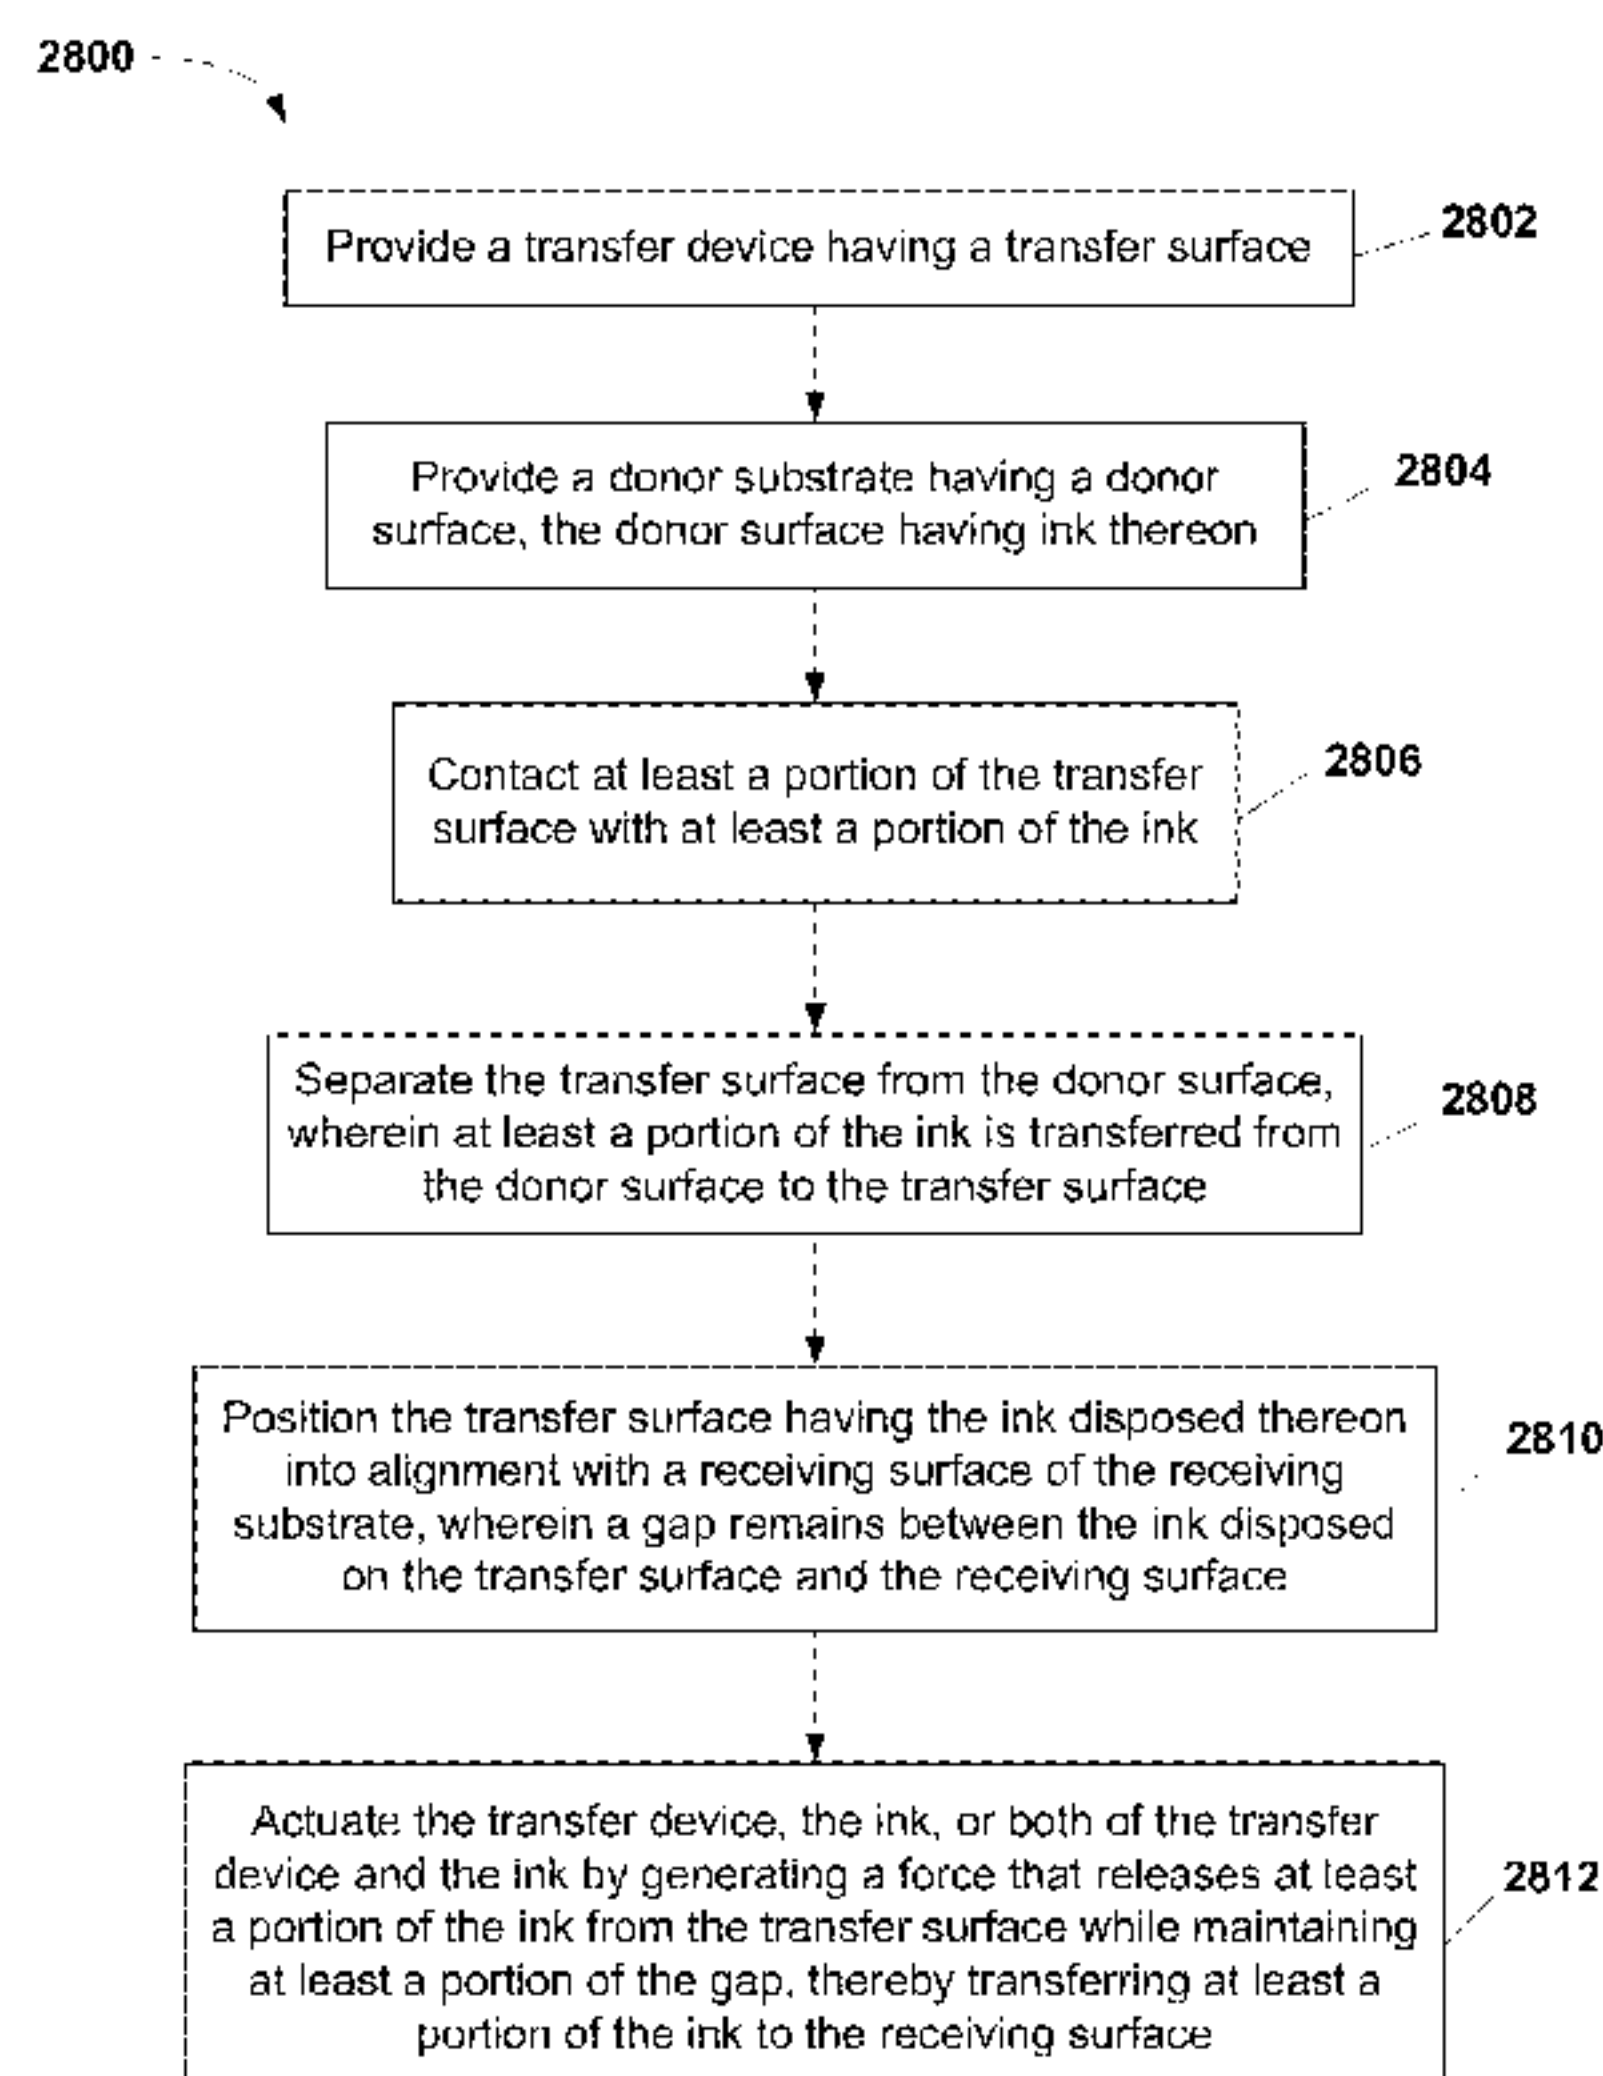 2800
Provide a transfer device having a transfer surface
2802
Provide a donor substrate having a donor
surface, the donor surface having ink thereon
2804
Contact at least a portion of the transfer
surface with at least a portion of the ink
2806
Separate the transfer surface from the donor surface,
wherein at least a portion of the ink is transferred from
the donor surface to the transfer surface
2808
Position the transfer surface having the ink disposed thereon
into alignment with a receiving surface of the receiving
substrate, wherein a gap remains between the ink disposed
on the transfer surface and the receiving surface
2810
Actuate the transfer device, the ink, or both of the transfer
device and the ink by generating a force that releases at least
a portion of the ink from the transfer surface while maintaining
at least a portion of the gap, thereby transferring at least a
portion of the ink to the receiving surface
2812